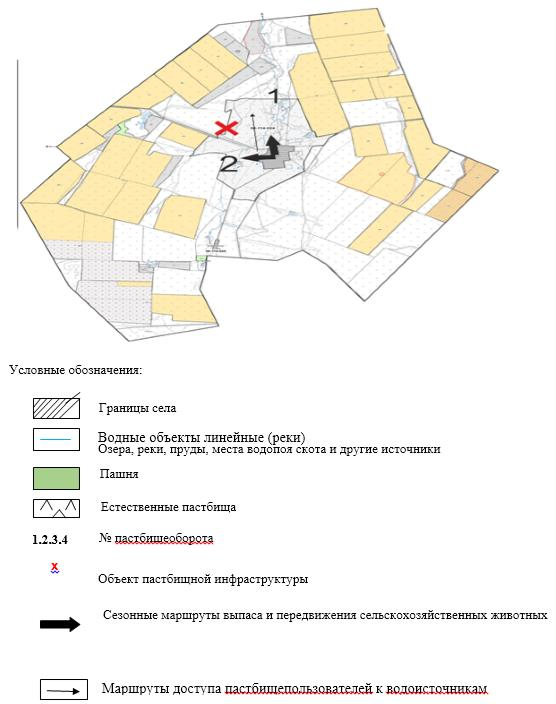 1
2
Условные обозначения:
Границы села
Водные объекты линейные (реки)
Озера, реки, пруды, места водопоя скота и другие источники
Пашня
Естественные пастбища
1.2.3.4 № пастбищеоборота
х
Объект пастбищной инфраструктуры
Сезонные маршруты выпаса и передвижения сельскохозяйственных животных
Маршруты доступа пастбищепользователей к водоисточникам